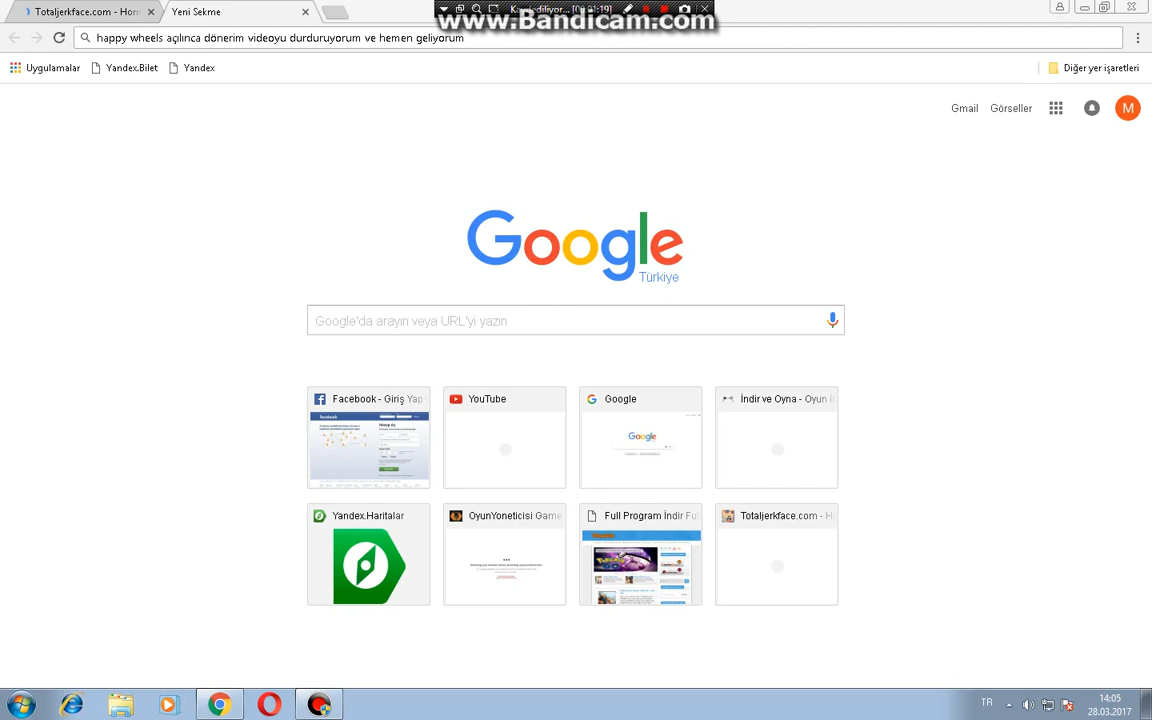 Totaljerkface.com - Hom
Yeni Sekme
www.Bandicam.com
happy wheels açılınca dönerim videoyu durduruyorum ve hemen geliyorum
Uygulamalar
Yandex.Bilet
Yandex
Diğer yer işaretleri
Gmail
Görseller
M
Google
Türkiye
Google'da arayın veya URL'yi yazın
Facebook - Giriş Yap
YouTube
Google
İndir ve Oyna - Oyun İ
Yandex.Haritalar
OyunYoneticisi Game
Full Program İndir Ful
Totaljerkface.com - H
TR
14:05
28.03.2017